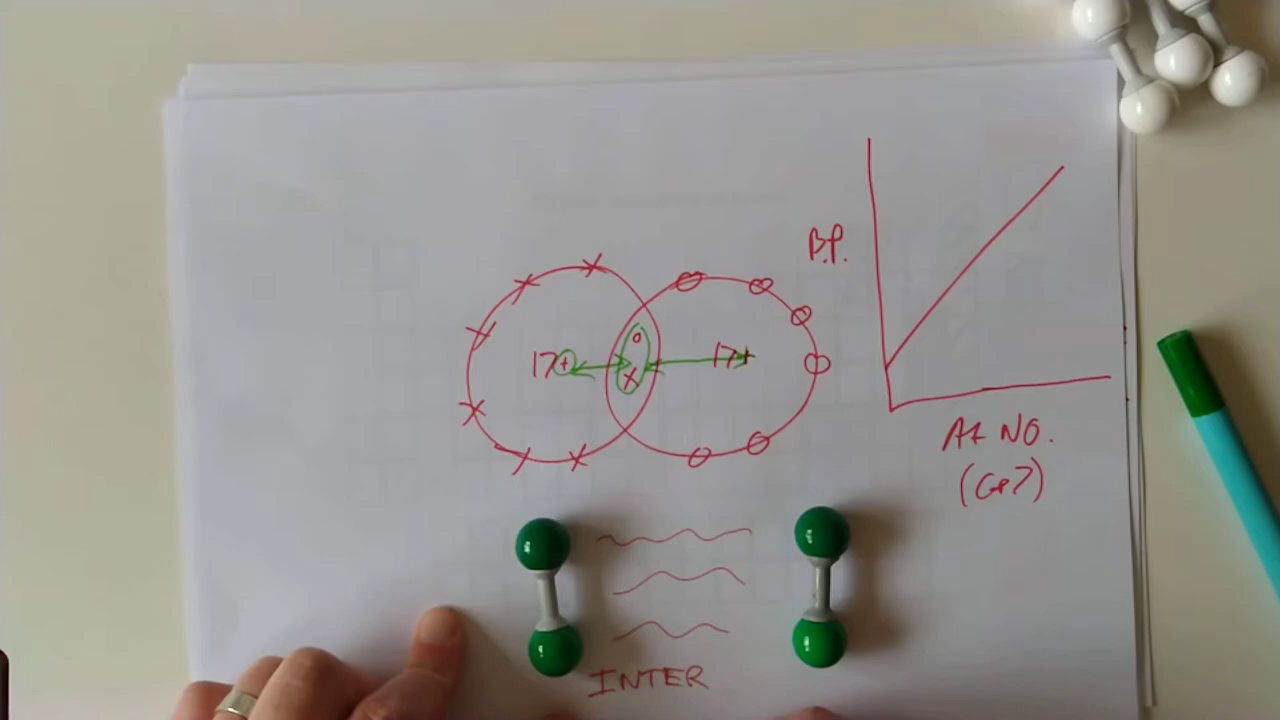 B.P.
17+
17+
At NO.
(Gp7)
INTER